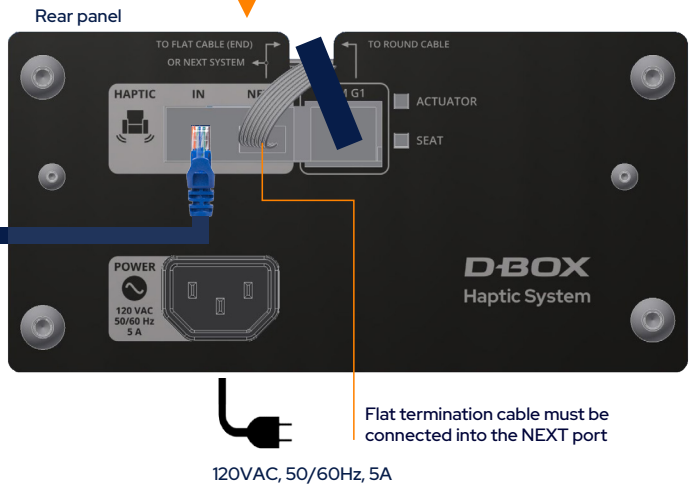 Rear panel
TO FLAT CABLE (END)
OR NEXT SYSTEM
TO ROUND CABLE
HAPTIC
IN
G1
ACTUATOR
SEAT
POWER
120 VAC
50/60 Hz
5 A
D-BOX
Haptic System
Flat termination cable must be
connected into the NEXT port
120VAC, 50/60Hz, 5A